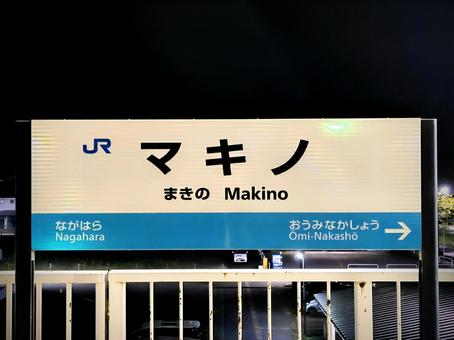 JR マキノ
まきの Makino
ながはら おうみなかしょう
Nagahara Ōmi-Nakashō →